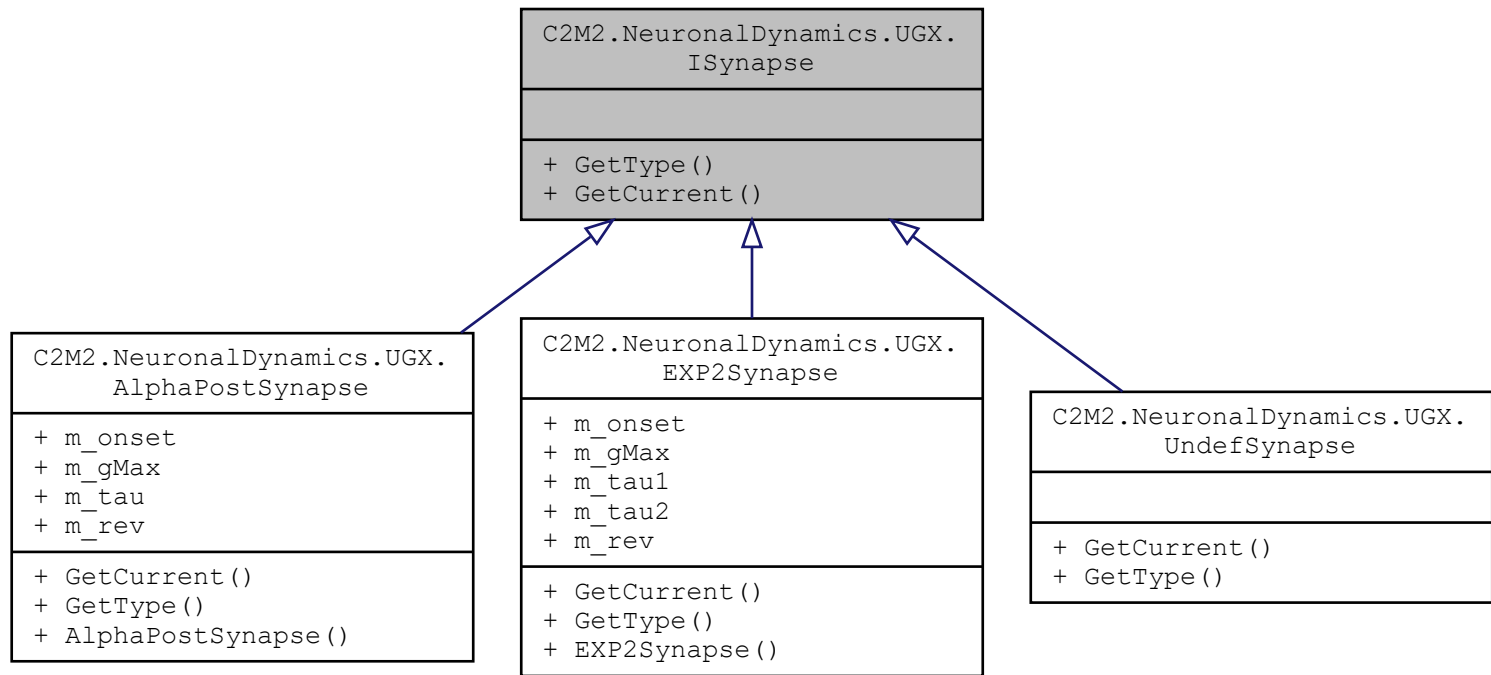 C2M2.NeuronalDynamics.UGX.
ISynapse
+ GetType()
+ GetCurrent()
C2M2.NeuronalDynamics.UGX.
AlphaPostSynapse
+ m_onset
+ m_gMax
+ m_tau
+ m_rev
+ GetCurrent()
+ GetType()
+ AlphaPostSynapse()
C2M2.NeuronalDynamics.UGX.
EXP2Synapse
+ m_onset
+ m_gMax
+ m_tau1
+ m_tau2
+ m_rev
+ GetCurrent()
+ GetType()
+ EXP2Synapse()
C2M2.NeuronalDynamics.UGX.
UndefSynapse
+ GetCurrent()
+ GetType()